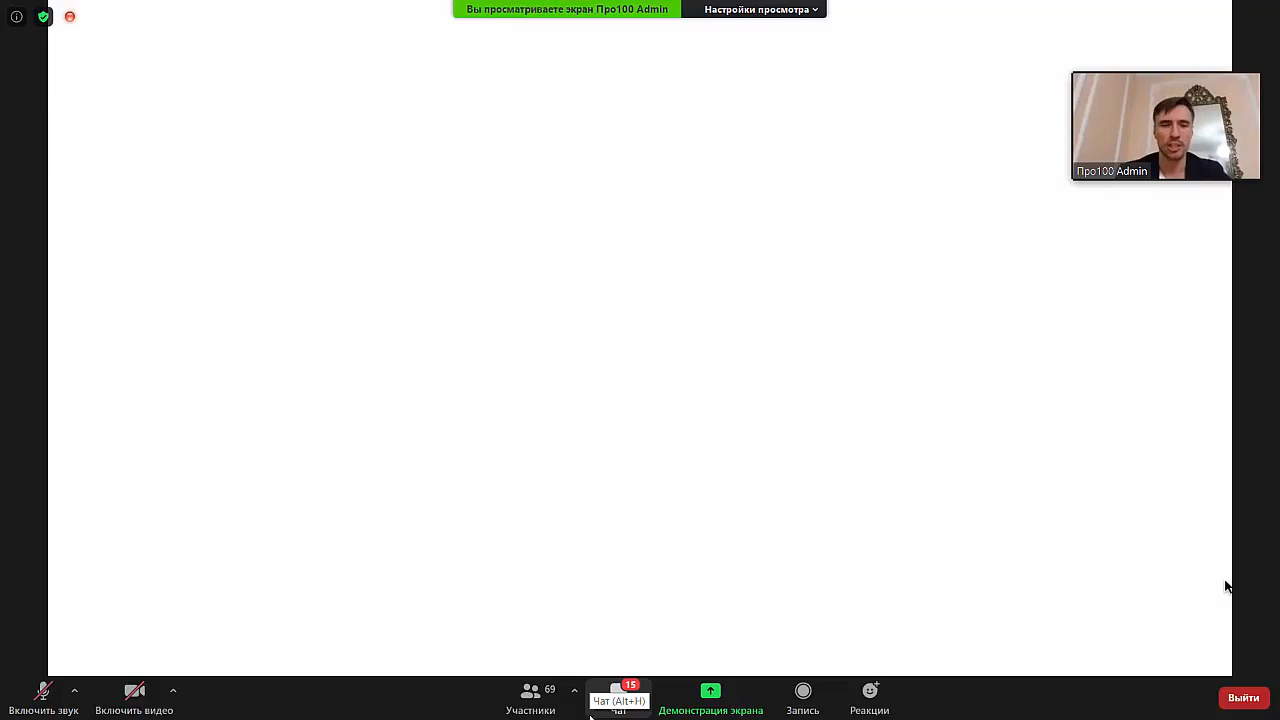 Вы просматриваете экран Про100 Admin
Настройки просмотра
Про100 Admin
Включить звук
Включить видео
69
Участники
15
Чат (Alt+H)
Чат
Демонстрация экрана
Запись
Реакции
Выйти